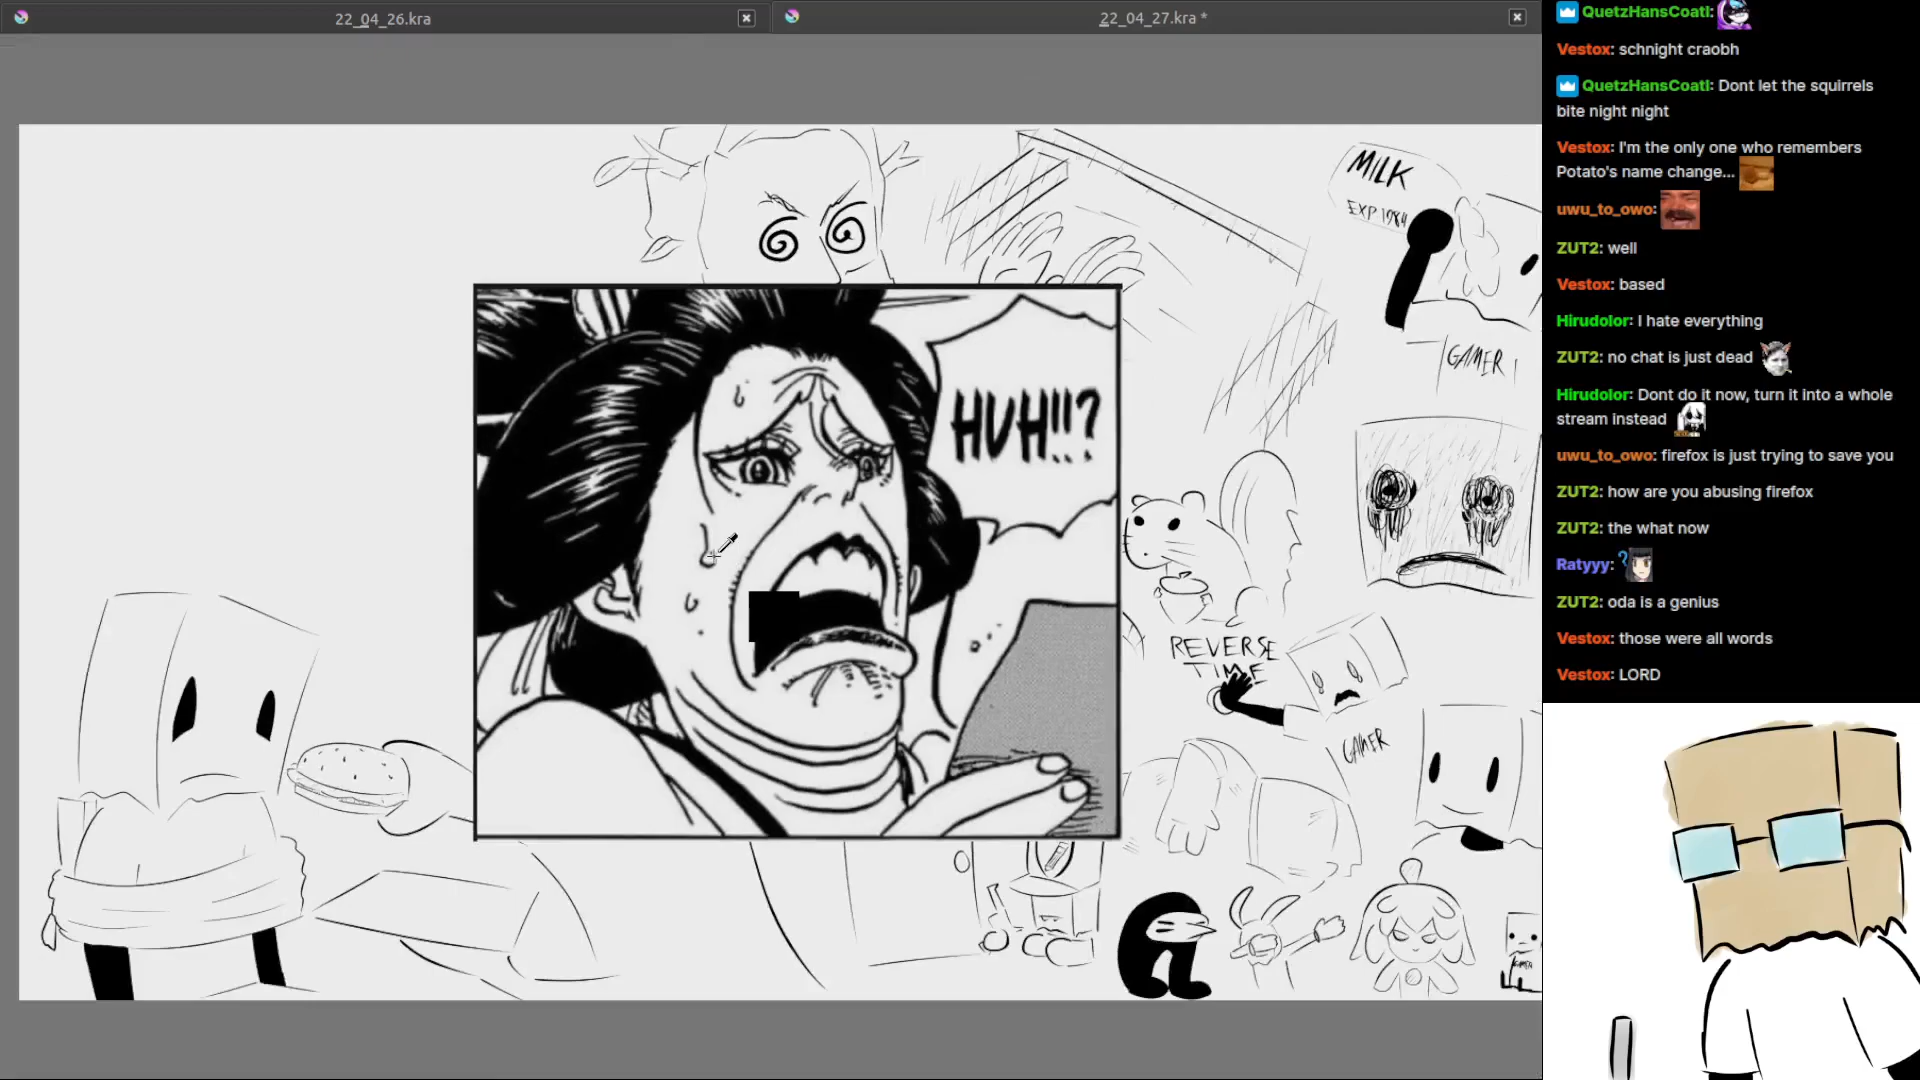 22_04_26.kra
22_04_27.kra *
MILK
EXP 1984
GAMER
HUH!!?
REVERSE
TIME
GAMER
QuetzHansCoatl:
Vestox: schnight craobh
QuetzHansCoatl: Dont let the squirrels
bite night night
Vestox: I'm the only one who remembers
Potato's name change...
uwu_to_owo:
ZUT2: well
Vestox: based
Hirudolor: I hate everything
ZUT2: no chat is just dead
Hirudolor: Dont do it now, turn it into a whole
stream instead
uwu_to_owo: firefox is just trying to save you
ZUT2: how are you abusing firefox
ZUT2: the what now
Ratyyy:
ZUT2: oda is a genius
Vestox: those were all words
Vestox: LORD